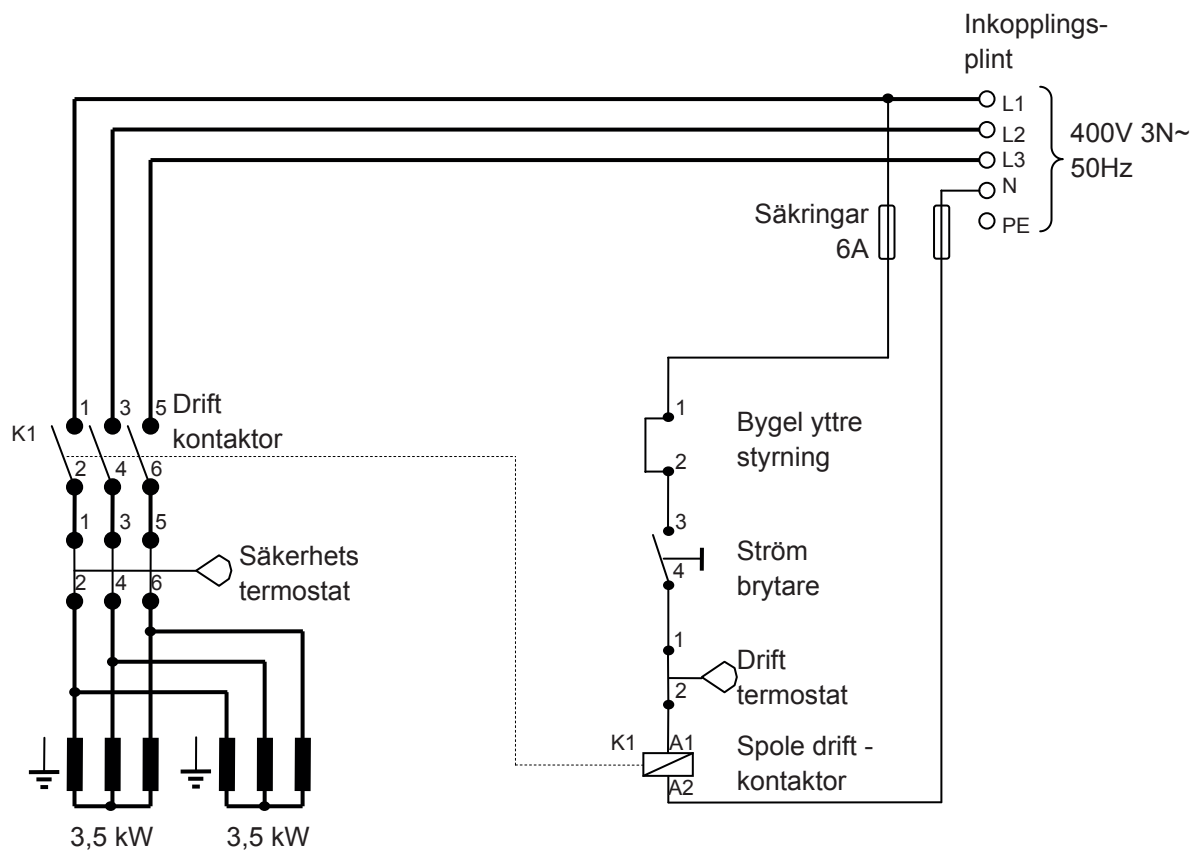 Inkopplings-
plint
L1
L2
L3
N
PE
400V 3N~
50Hz
Säkringar
6A
K1
1
3
5
Drift
kontaktor
2
4
6
1
3
5
Säkerhets
termostat
2
4
6
3,5 kW
3,5 kW
1
Bygel yttre
styrning
2
3
Ström
brytare
4
1
Drift
termostat
2
K1
A1
Spole drift -
kontaktor
A2